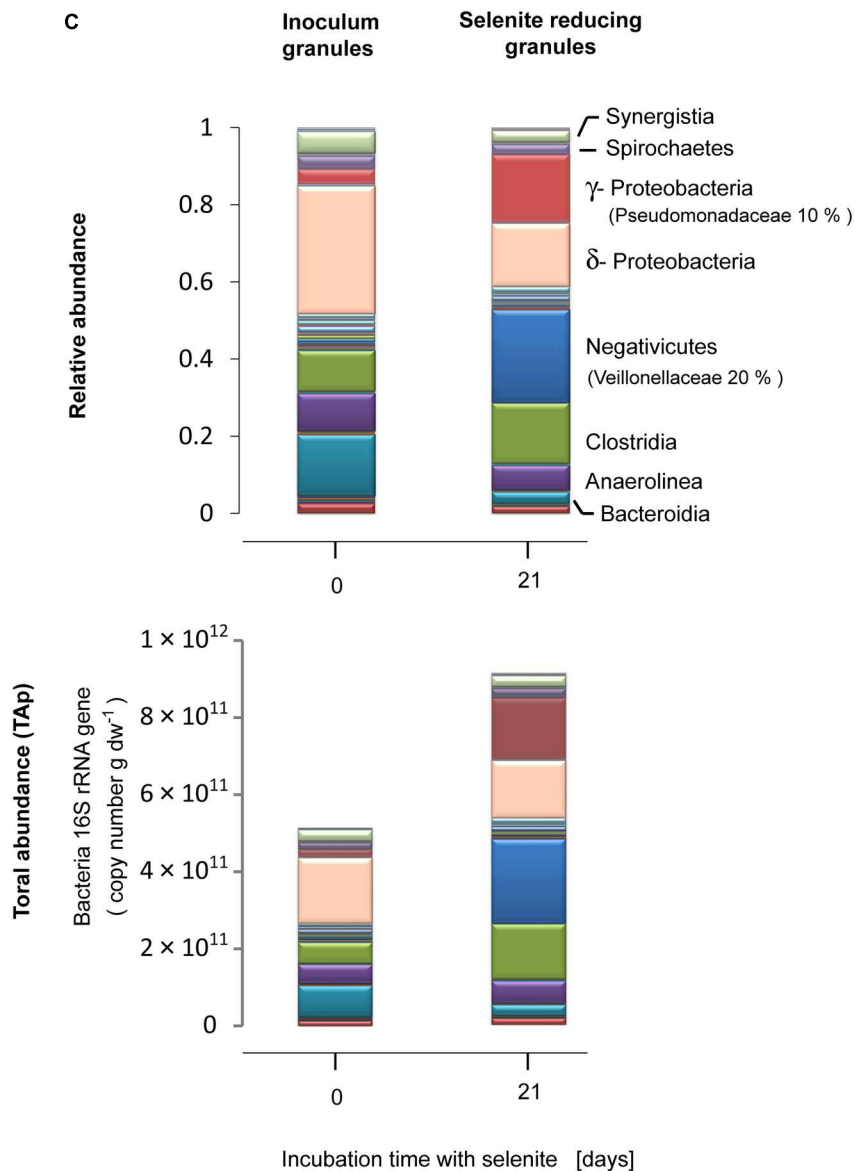 C
Inoculum
granules
Selenite reducing
granules
Relative abundance
1
0.8
0.6
0.4
0.2
0
Synergistia
Spirochaetes
γ- Proteobacteria
(Pseudomonadaceae 10 % )
δ- Proteobacteria
Negativicutes
(Veillonellaceae 20 % )
Clostridia
Anaerolinea
Bacteroidia
0
21
Toral abundance (TAp)
Bacteria 16S rRNA gene
( copy number g dw⁻¹ )
1 × 10¹²
8 × 10¹¹
6 × 10¹¹
4 × 10¹¹
2 × 10¹¹
0
0
21
Incubation time with selenite [days]